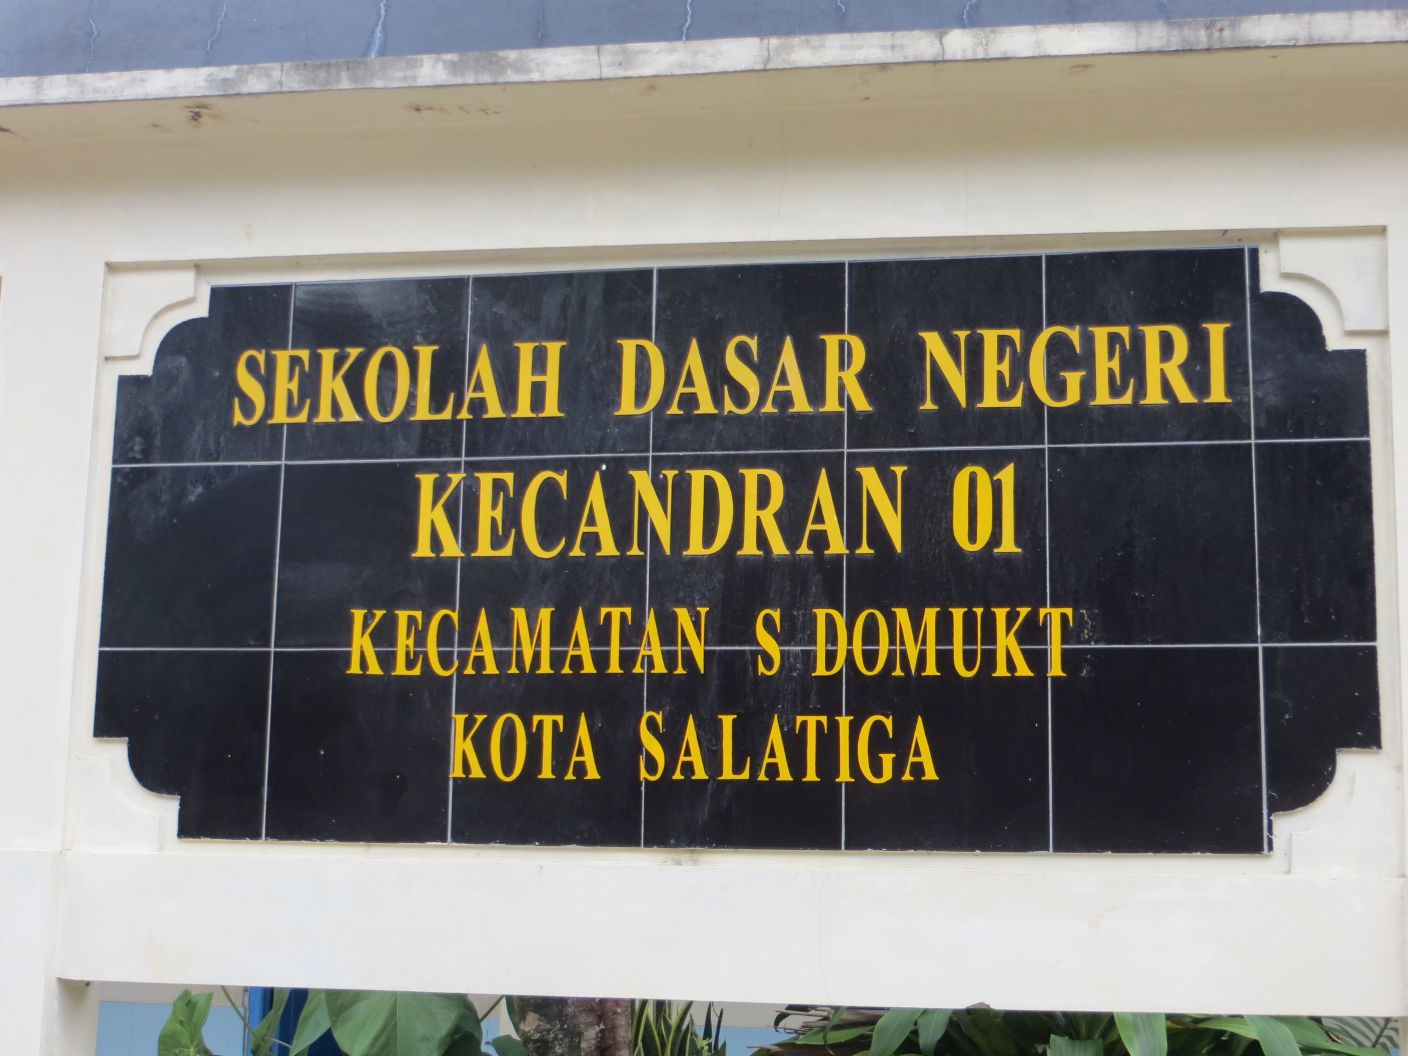 SEKOLAH DASAR NEGERI
KECANDRAN 01
KECAMATAN S DOMUKT
KOTA SALATIGA